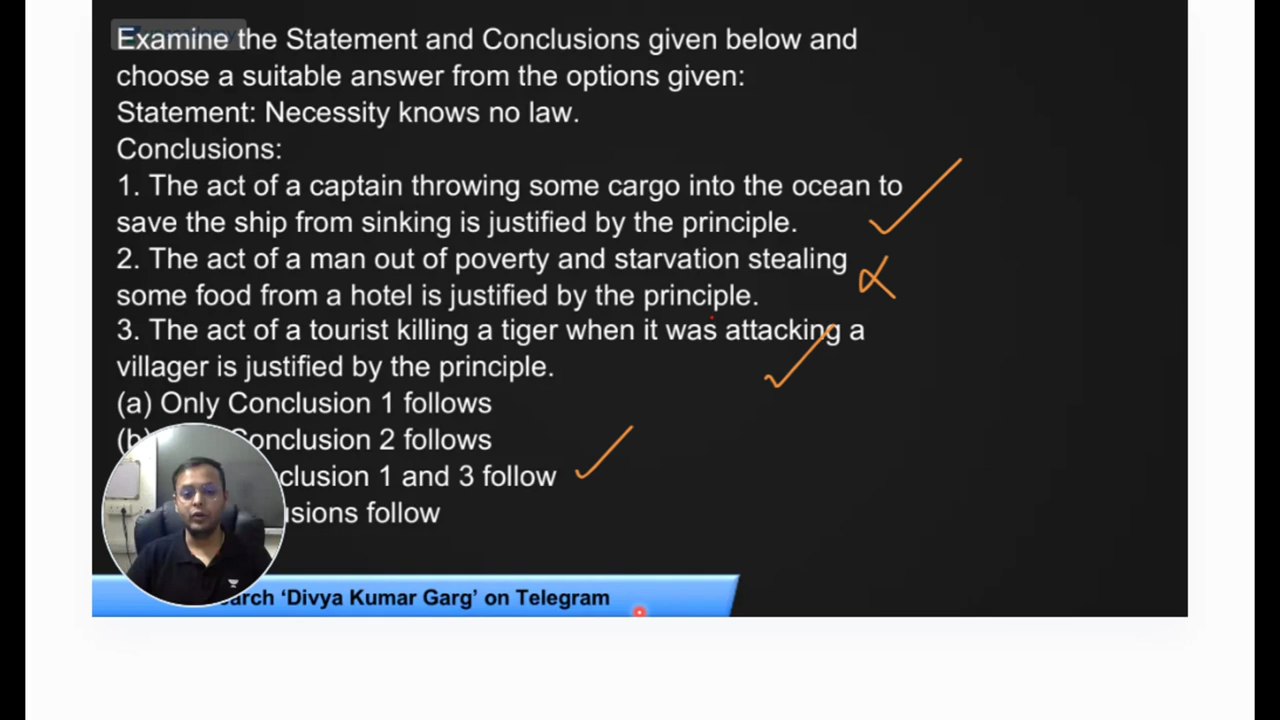 Examine the Statement and Conclusions given below and
choose a suitable answer from the options given:
Statement: Necessity knows no law.
Conclusions:
1. The act of a captain throwing some cargo into the ocean to
save the ship from sinking is justified by the principle.
2. The act of a man out of poverty and starvation stealing
some food from a hotel is justified by the principle.
3. The act of a tourist killing a tiger when it was attacking a
villager is justified by the principle.
(a) Only Conclusion 1 follows
Conclusion 2 follows
1 and 3 follow
follow
‘Divya Kumar Garg’ on Telegram